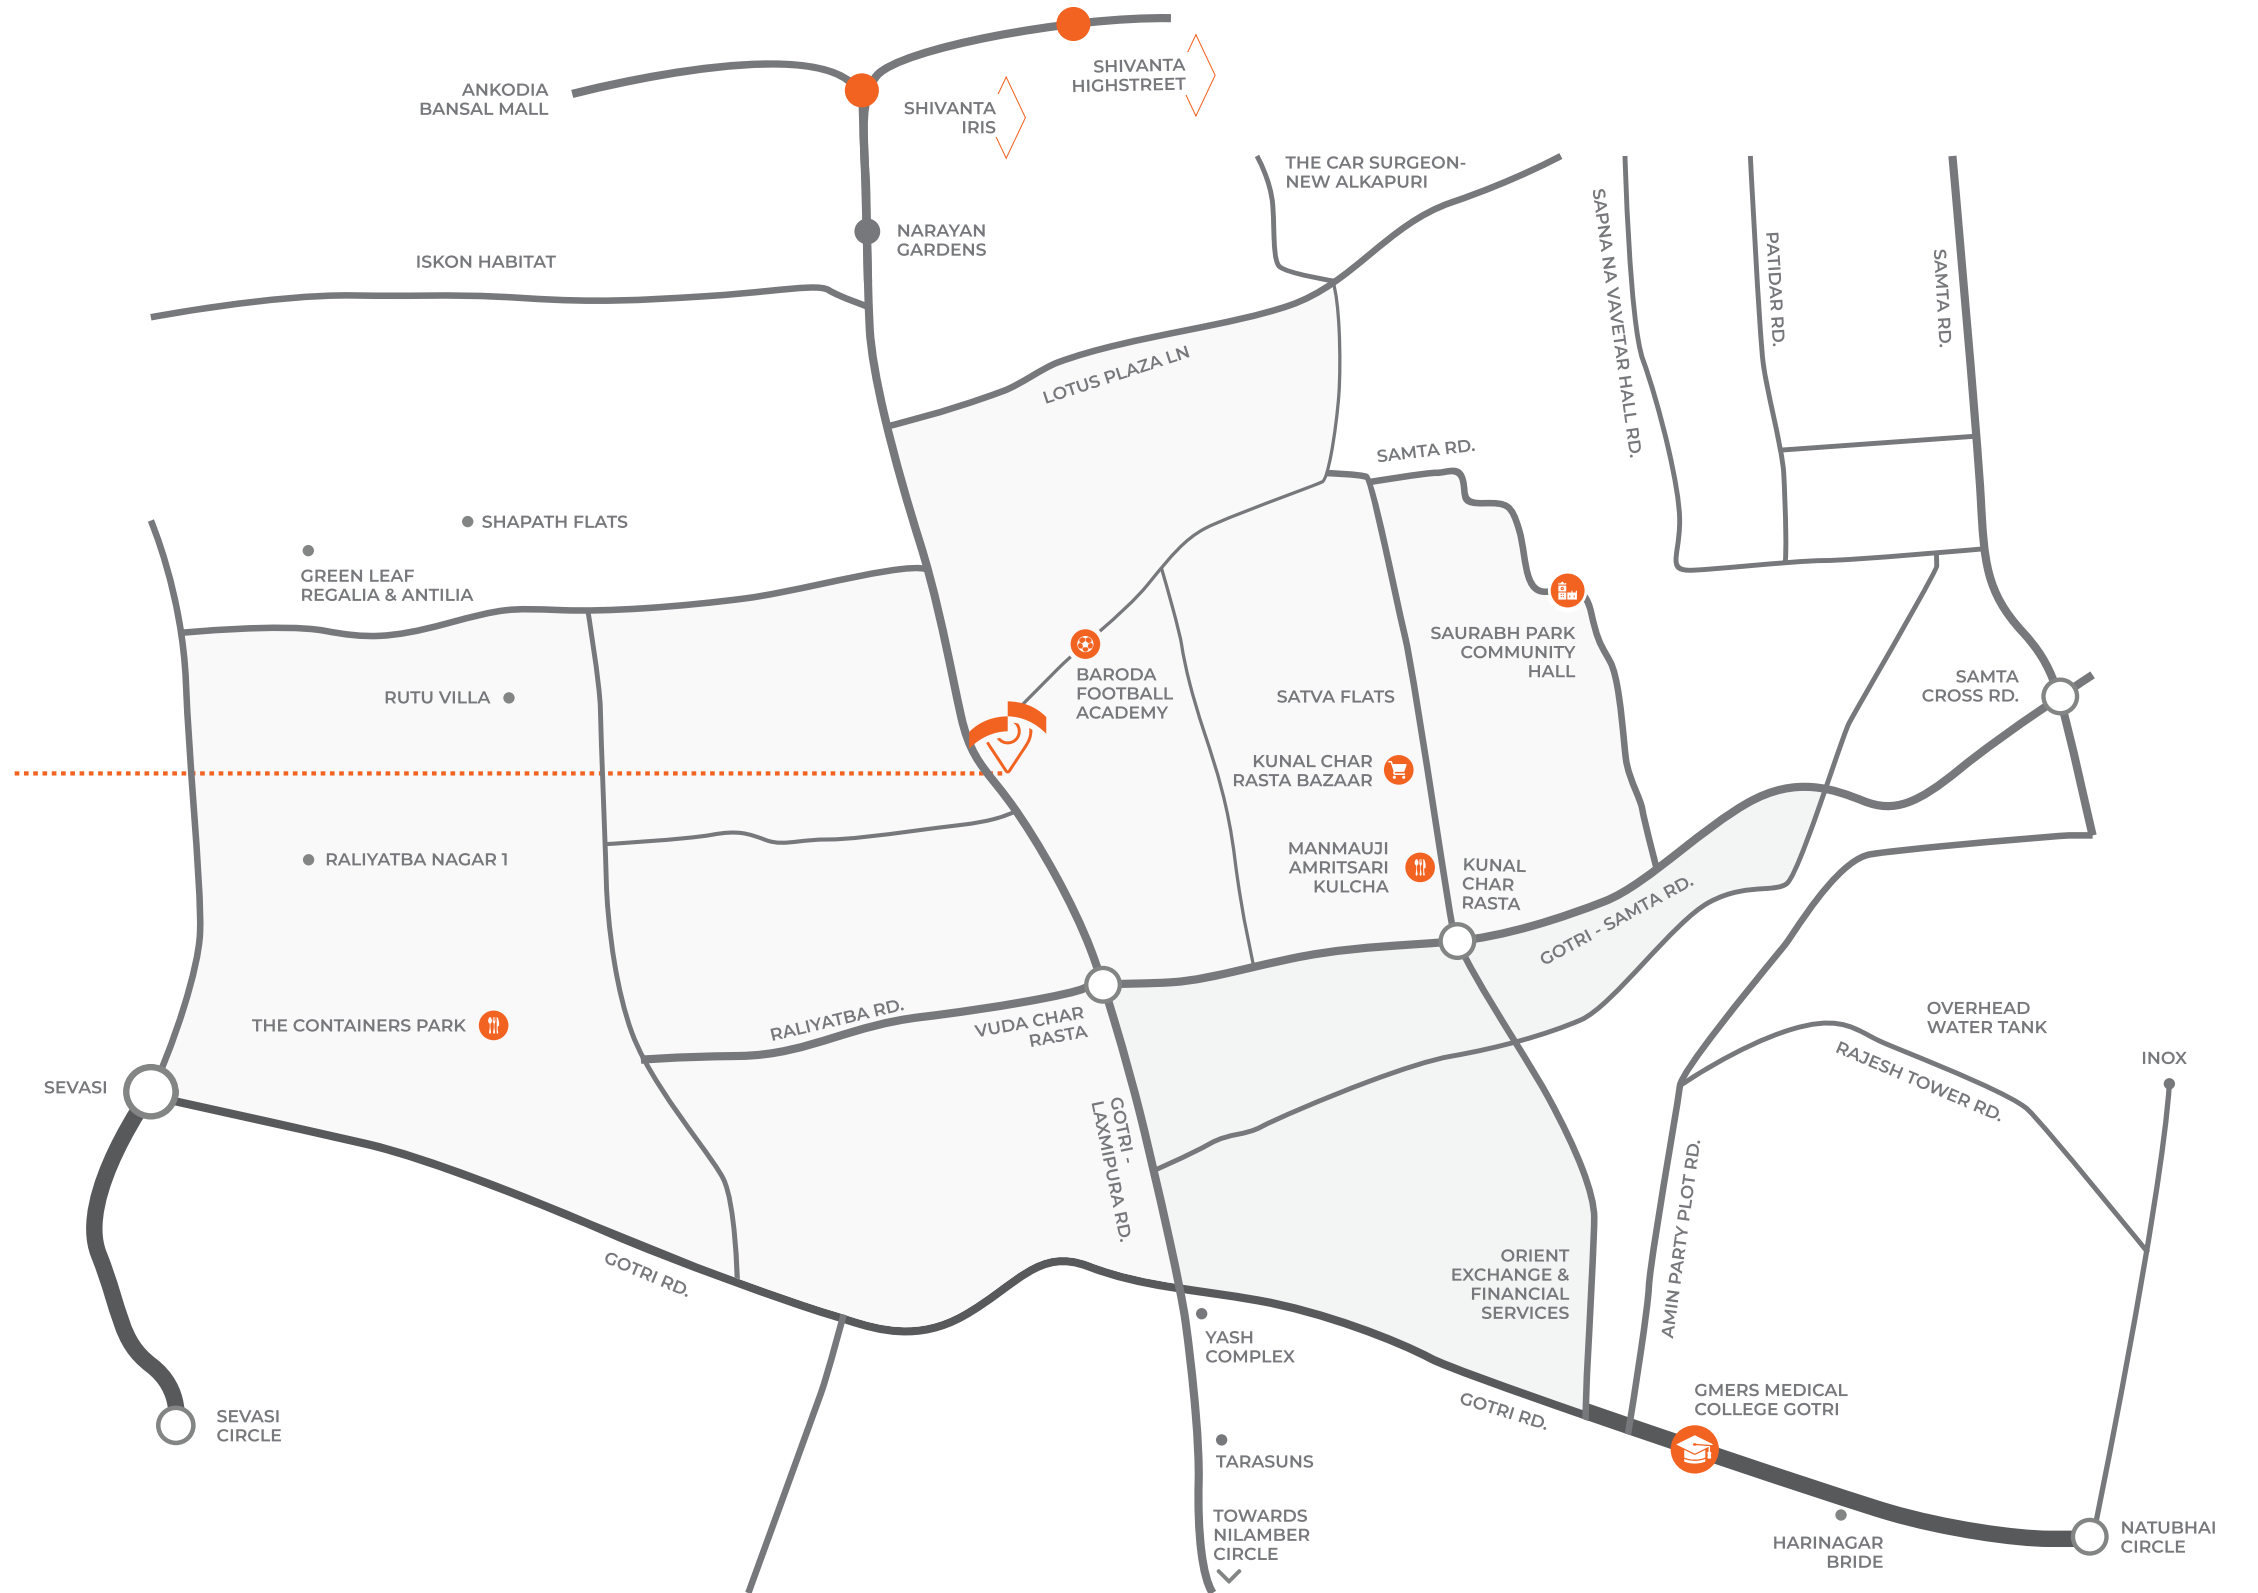 SHIVANTA
HIGHSTREET
ANKODIA
BANSAL MALL
SHIVANTA
IRIS
THE CAR SURGEON-
NEW ALKAPURI
NARAYAN
GARDENS
ISKON HABITAT
SAPNA NA VAVETAR HALL RD.
PATIDAR RD.
SAMTA RD.
LOTUS PLAZA LN
SAMTA RD.
SHAPATH FLATS
GREEN LEAF
REGALIA & ANTILIA
SAURABH PARK
COMMUNITY
HALL
BARODA
FOOTBALL
ACADEMY
RUTU VILLA
SATVA FLATS
SAMTA
CROSS RD.
KUNAL CHAR
RASTA BAZAAR
RALIYATBA NAGAR 1
MANMAUJI
AMRITSARI
KULCHA
KUNAL
CHAR
RASTA
GOTRI - SAMTA RD.
THE CONTAINERS PARK
RALIYATBA RD.
VUDA CHAR
RASTA
OVERHEAD
WATER TANK
RAJESH TOWER RD.
INOX
SEVASI
GOTRI -
LAXMIPURA RD.
AMIN PARTY PLOT RD.
GOTRI RD.
ORIENT
EXCHANGE &
FINANCIAL
SERVICES
YASH
COMPLEX
GMERS MEDICAL
COLLEGE GOTRI
GOTRI RD.
SEVASI
CIRCLE
TARASUNS
TOWARDS
NILAMBER
CIRCLE
HARINAGAR
BRIDE
NATUBHAI
CIRCLE